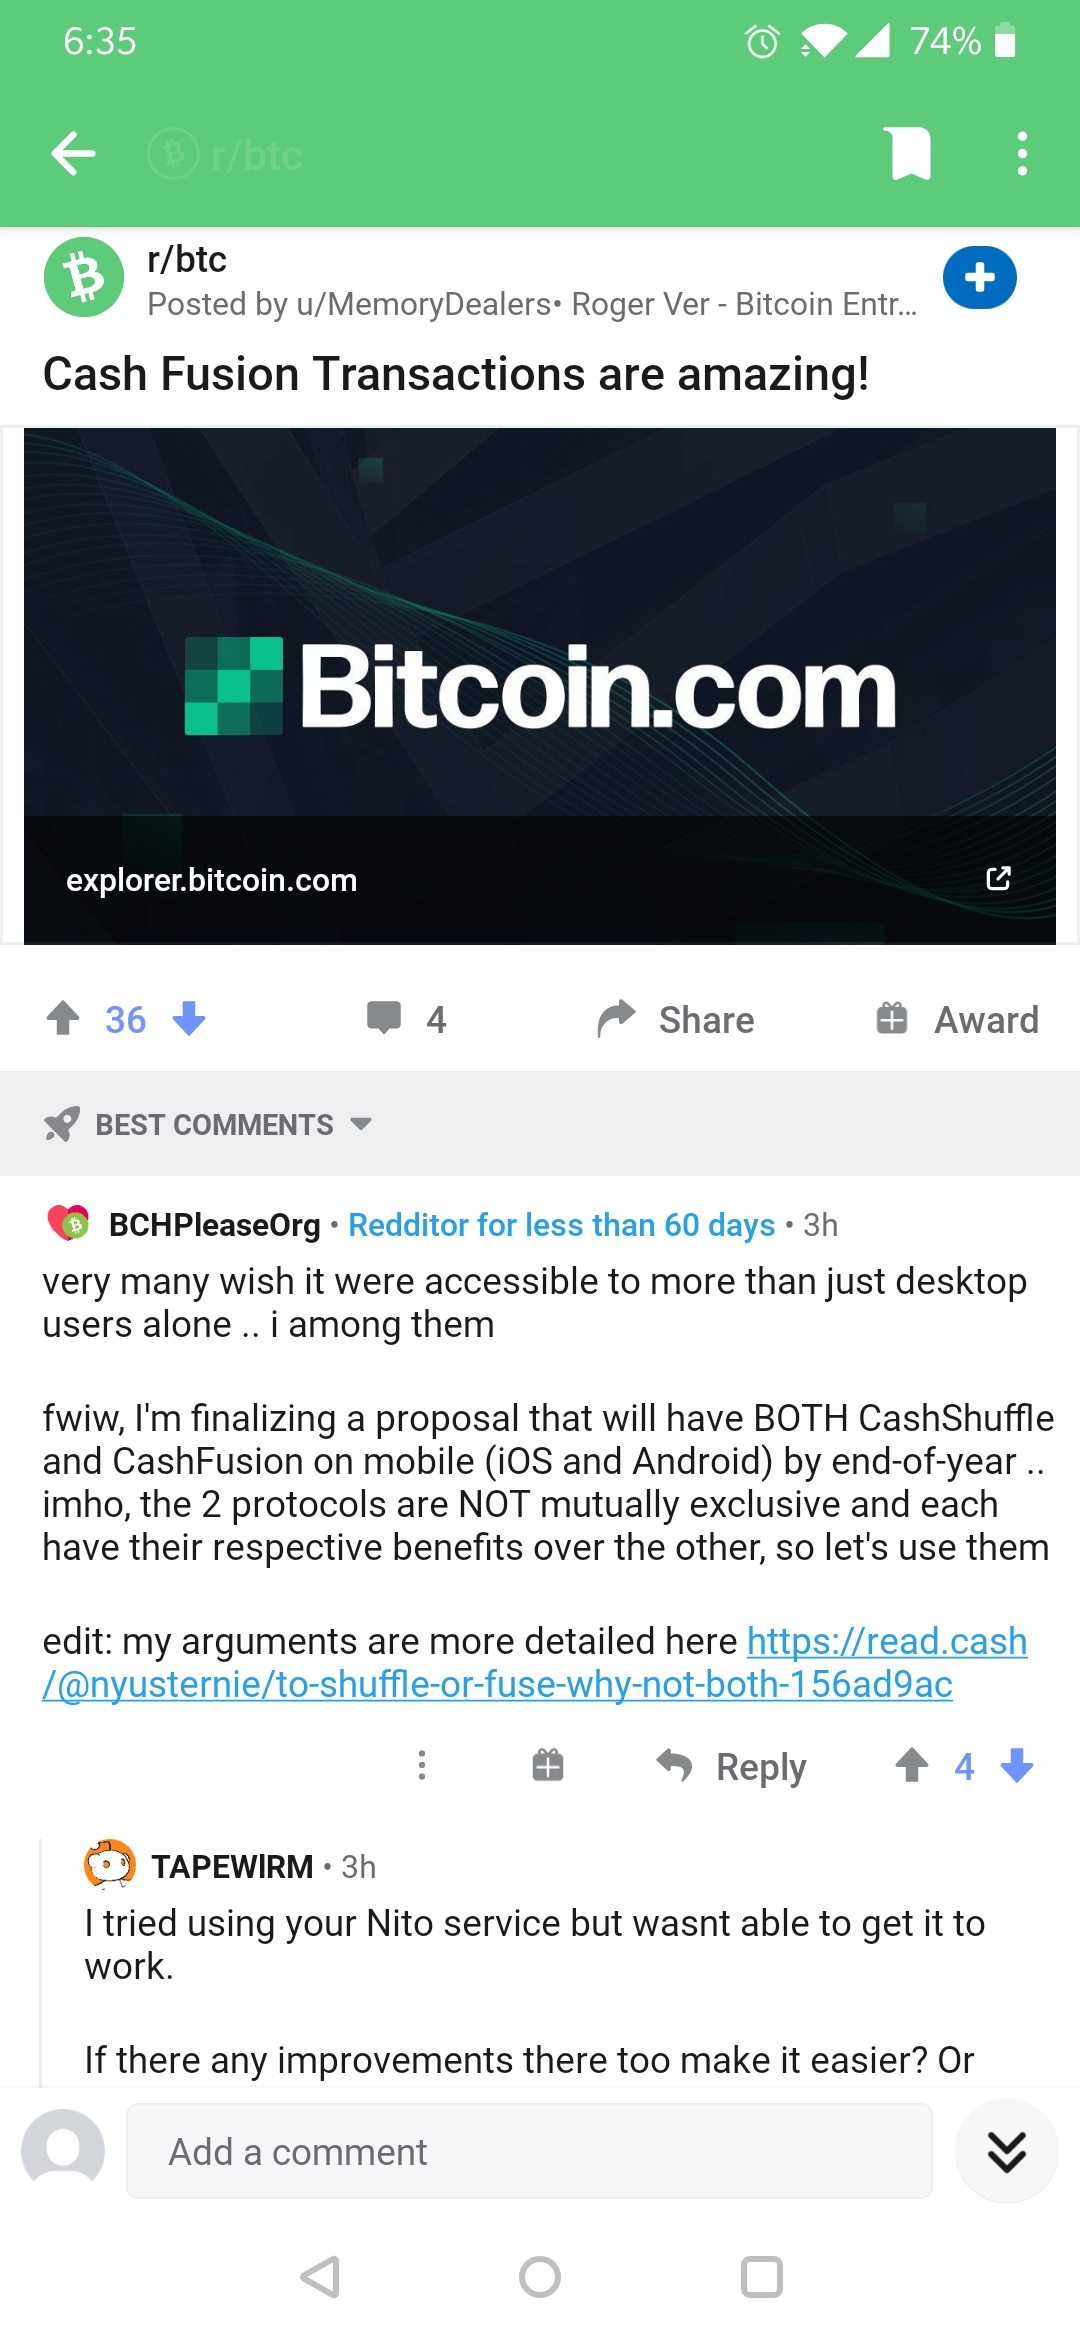 6:35
74%
r/btc
r/btc
Posted by u/MemoryDealers• Roger Ver - Bitcoin Entr...
Cash Fusion Transactions are amazing!
Bitcoin.com
explorer.bitcoin.com
36
4
Share
Award
BEST COMMENTS
BCHPleaseOrg • Redditor for less than 60 days • 3h
very many wish it were accessible to more than just desktop
users alone .. i among them
fwiw, I'm finalizing a proposal that will have BOTH CashShuffle
and CashFusion on mobile (iOS and Android) by end-of-year ..
imho, the 2 protocols are NOT mutually exclusive and each
have their respective benefits over the other, so let's use them
edit: my arguments are more detailed here https://read.cash
/@nyusternie/to-shuffle-or-fuse-why-not-both-156ad9ac
Reply
4
TAPEWIRM • 3h
I tried using your Nito service but wasnt able to get it to
work.
If there any improvements there too make it easier? Or
Add a comment